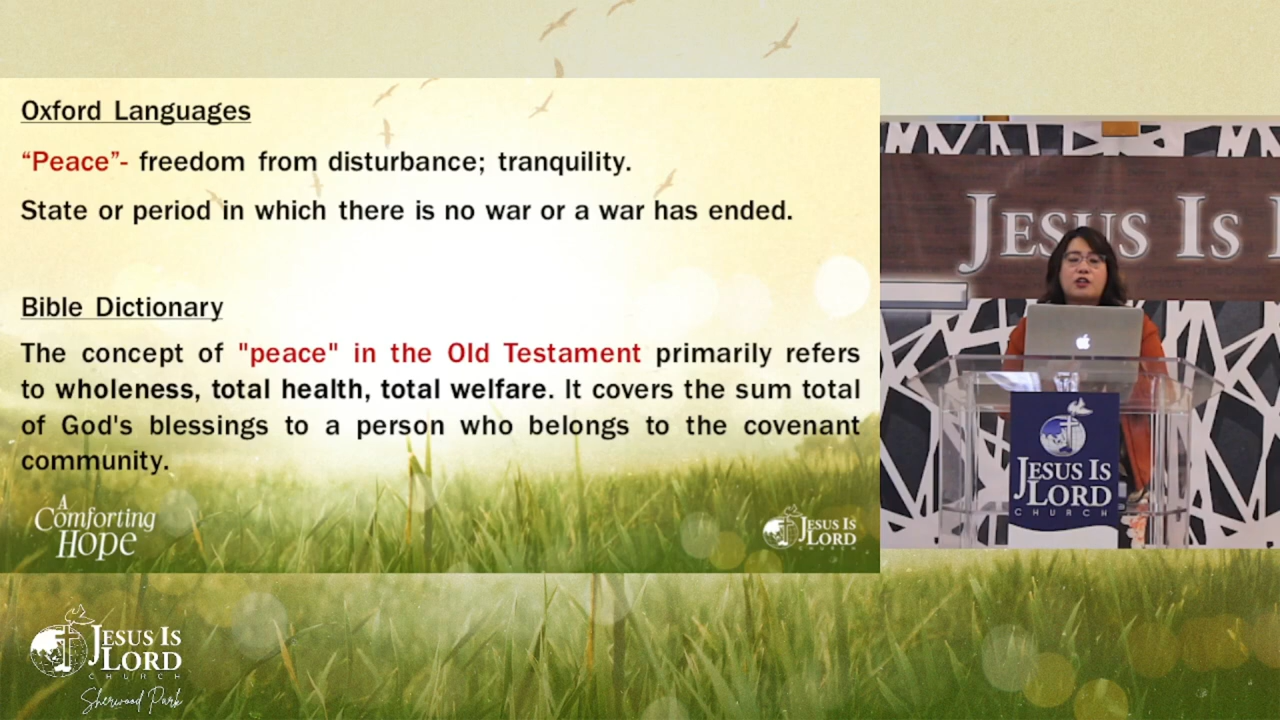 Oxford Languages
“Peace”- freedom from disturbance; tranquility.
State or period in which there is no war or a war has ended.
Bible Dictionary
The concept of "peace" in the Old Testament primarily refers
to wholeness, total health, total welfare. It covers the sum total
of God's blessings to a person who belongs to the covenant
community.
A
Comforting
Hope
JESUS IS
LORD
CHURCH
JESUS IS
JESUS IS
LORD
CHURCH
JESUS IS
LORD
CHURCH
Sherwood Park